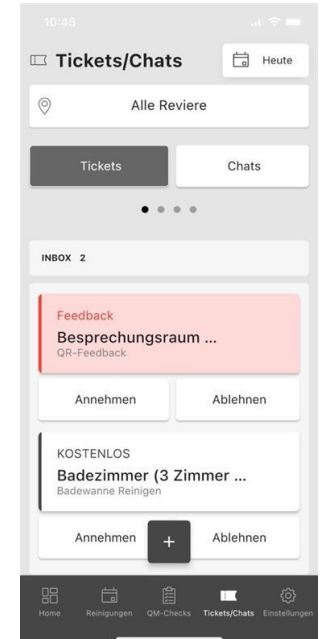 10:45
Tickets/Chats
Heute
Alle Reviere
Tickets
Chats
INBOX 2
Feedback
Besprechungsraum ...
QR-Feedback
Annehmen
Ablehnen
KOSTENLOS
Badezimmer (3 Zimmer ...
Badewanne Reinigen
Annehmen
+
Ablehnen
Home
Reinigungen
QM-Checks
Tickets/Chats
Einstellungen